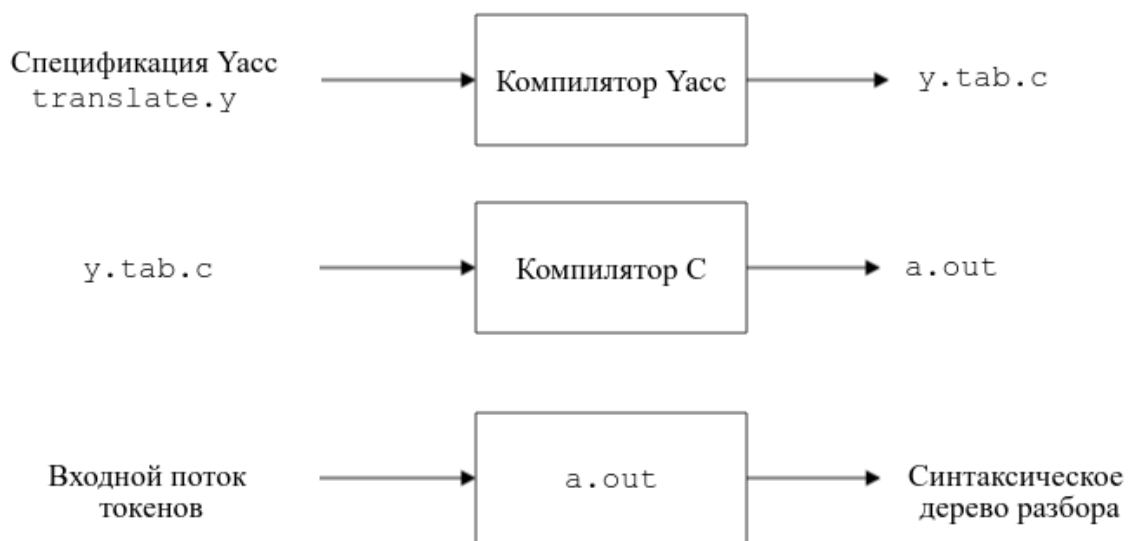 Спецификация Yacc
translate.y
Компилятор Yacc
y.tab.c
y.tab.c
Компилятор C
a.out
Входной поток
токенов
a.out
Синтаксическое
дерево разбора